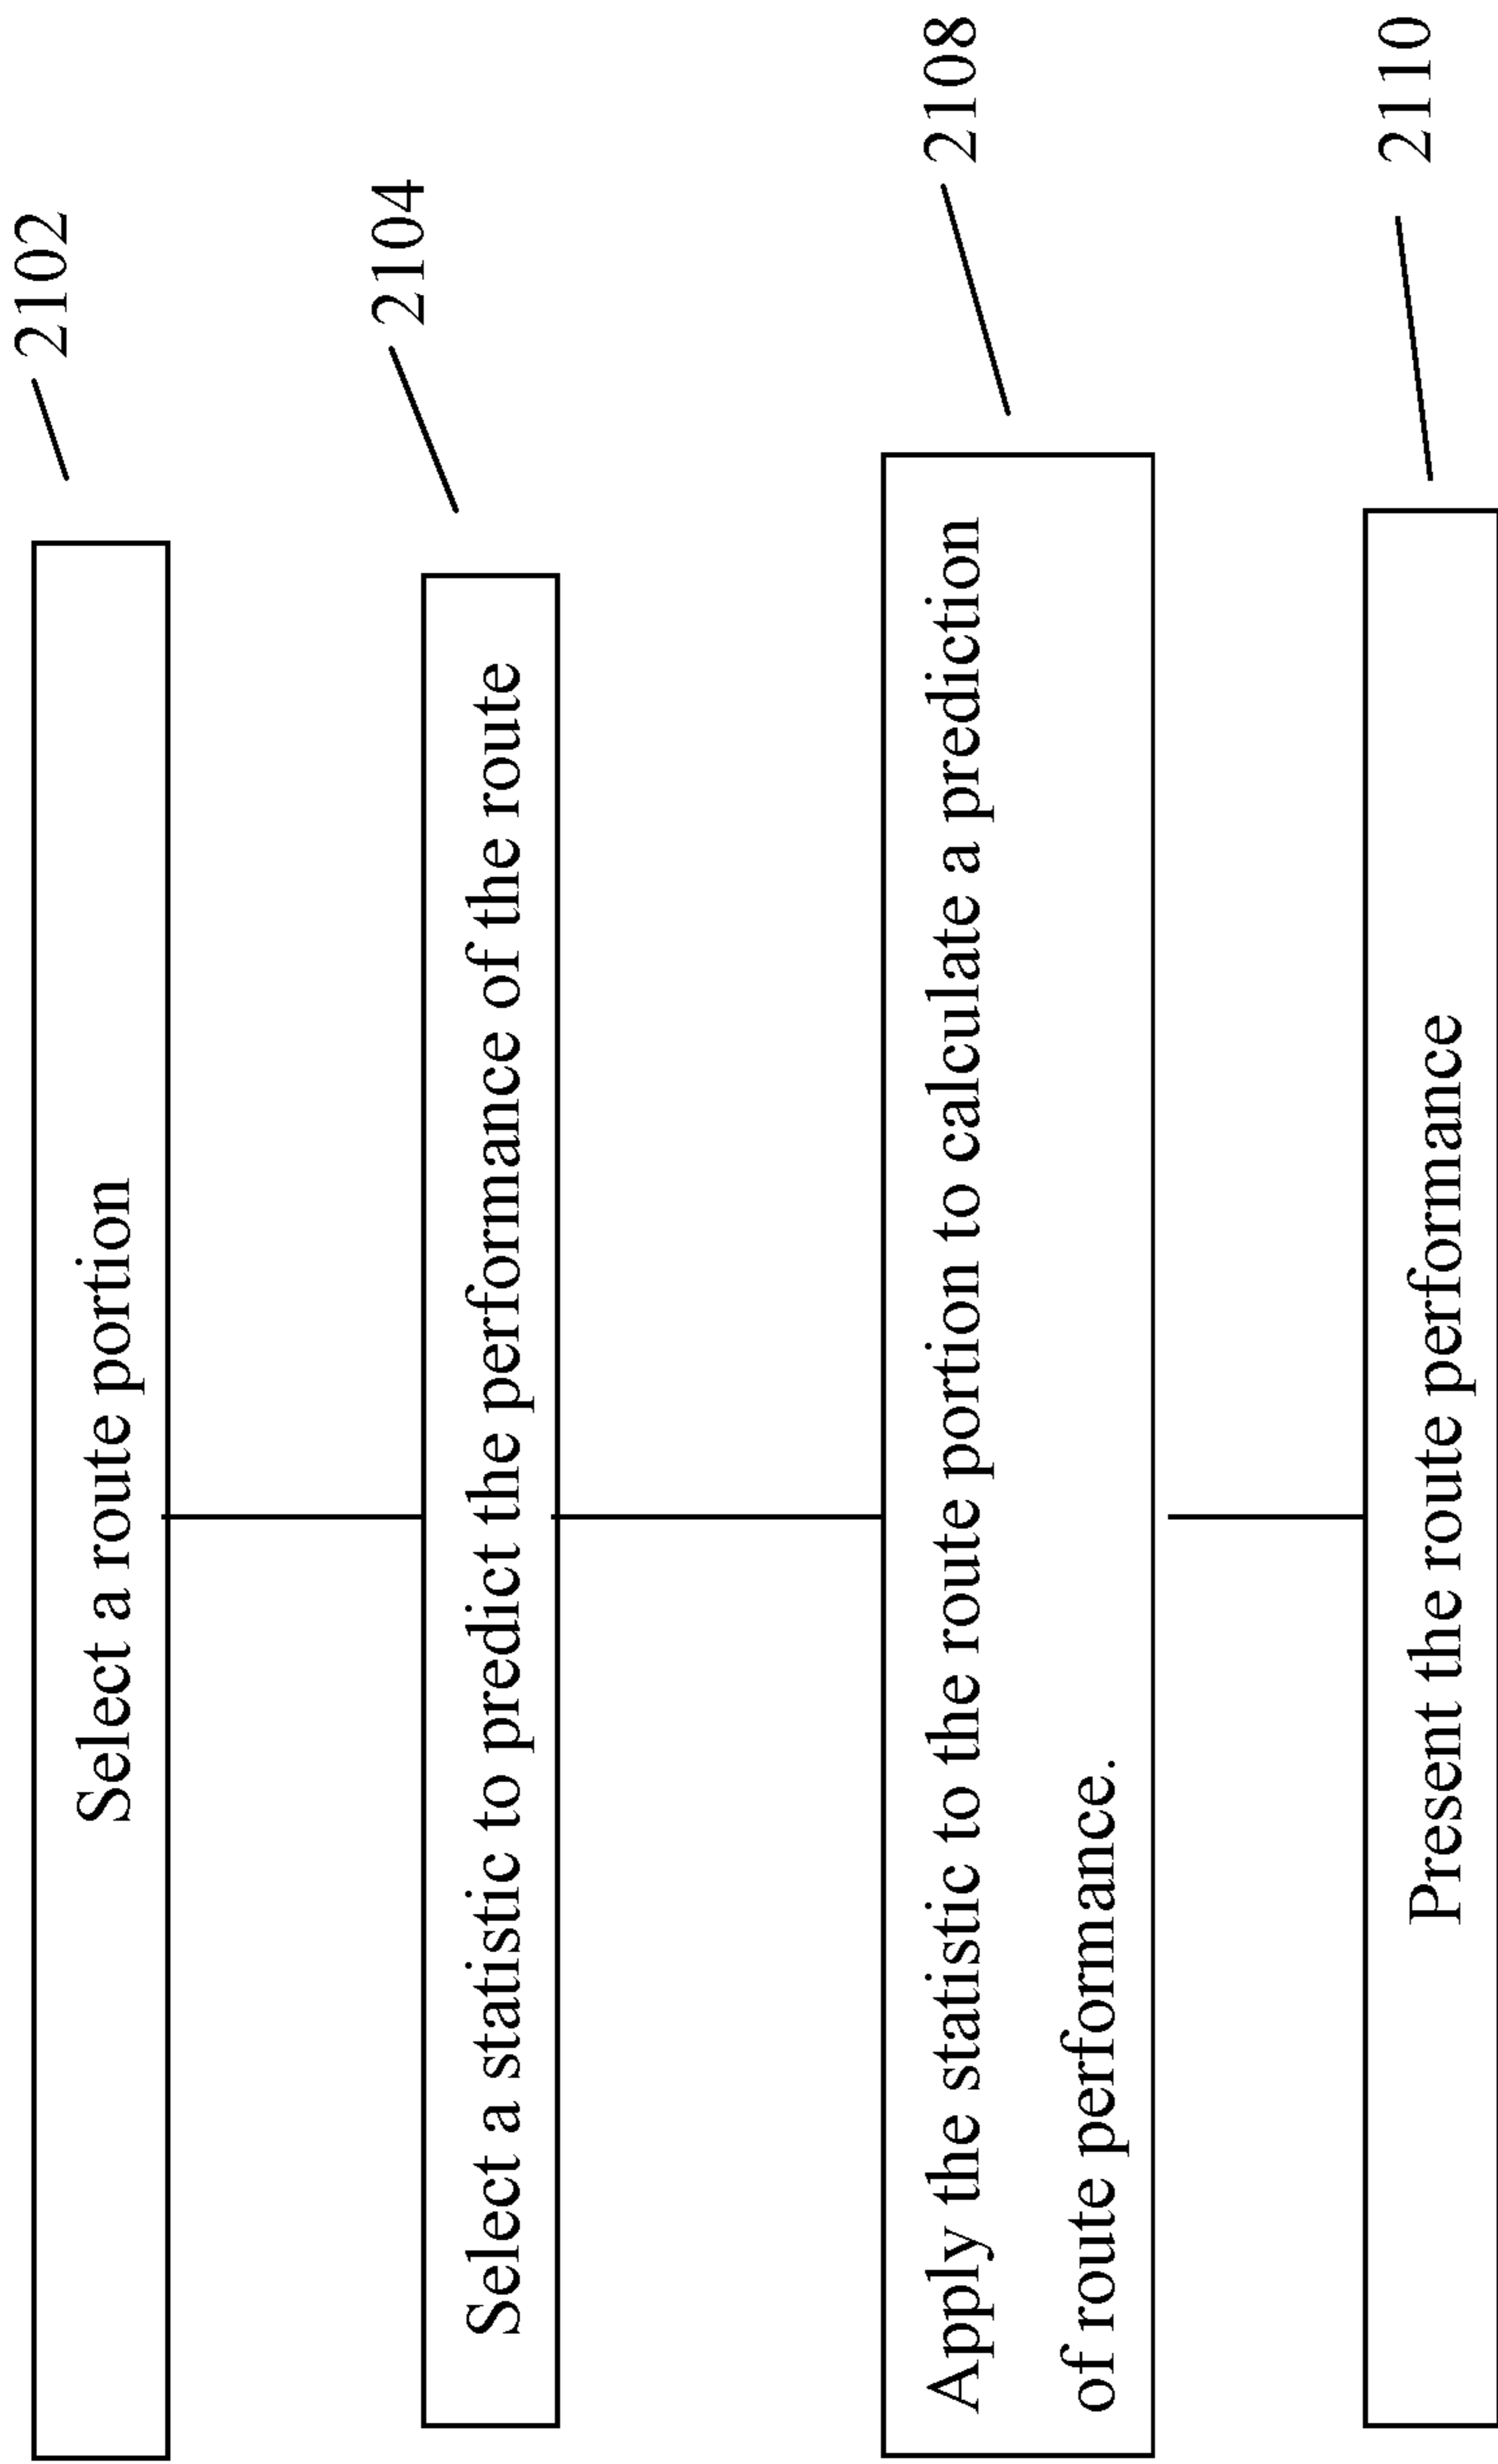 2102
Select a route portion
2104
Select a statistic to predict the performance of the route
2108
Apply the statistic to the route portion to calculate a prediction
of route performance.
2110
Present the route performance